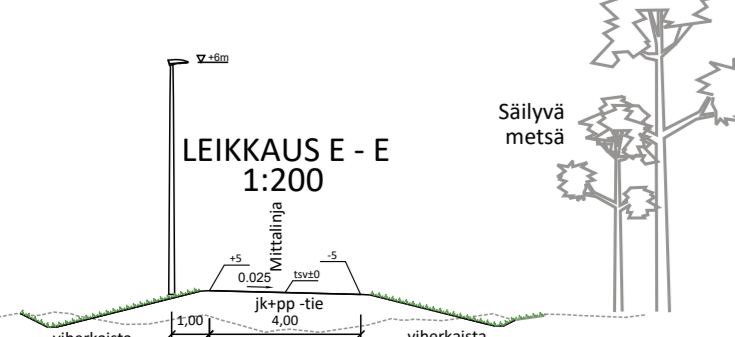 +6m
Säilyvä
metsä
LEIKKAUS E - E
1:200
Mittalinja
+5
-5
0.025
tsv±0
jk+pp -tie
1,00
4,00
viherkaista
viherkaista